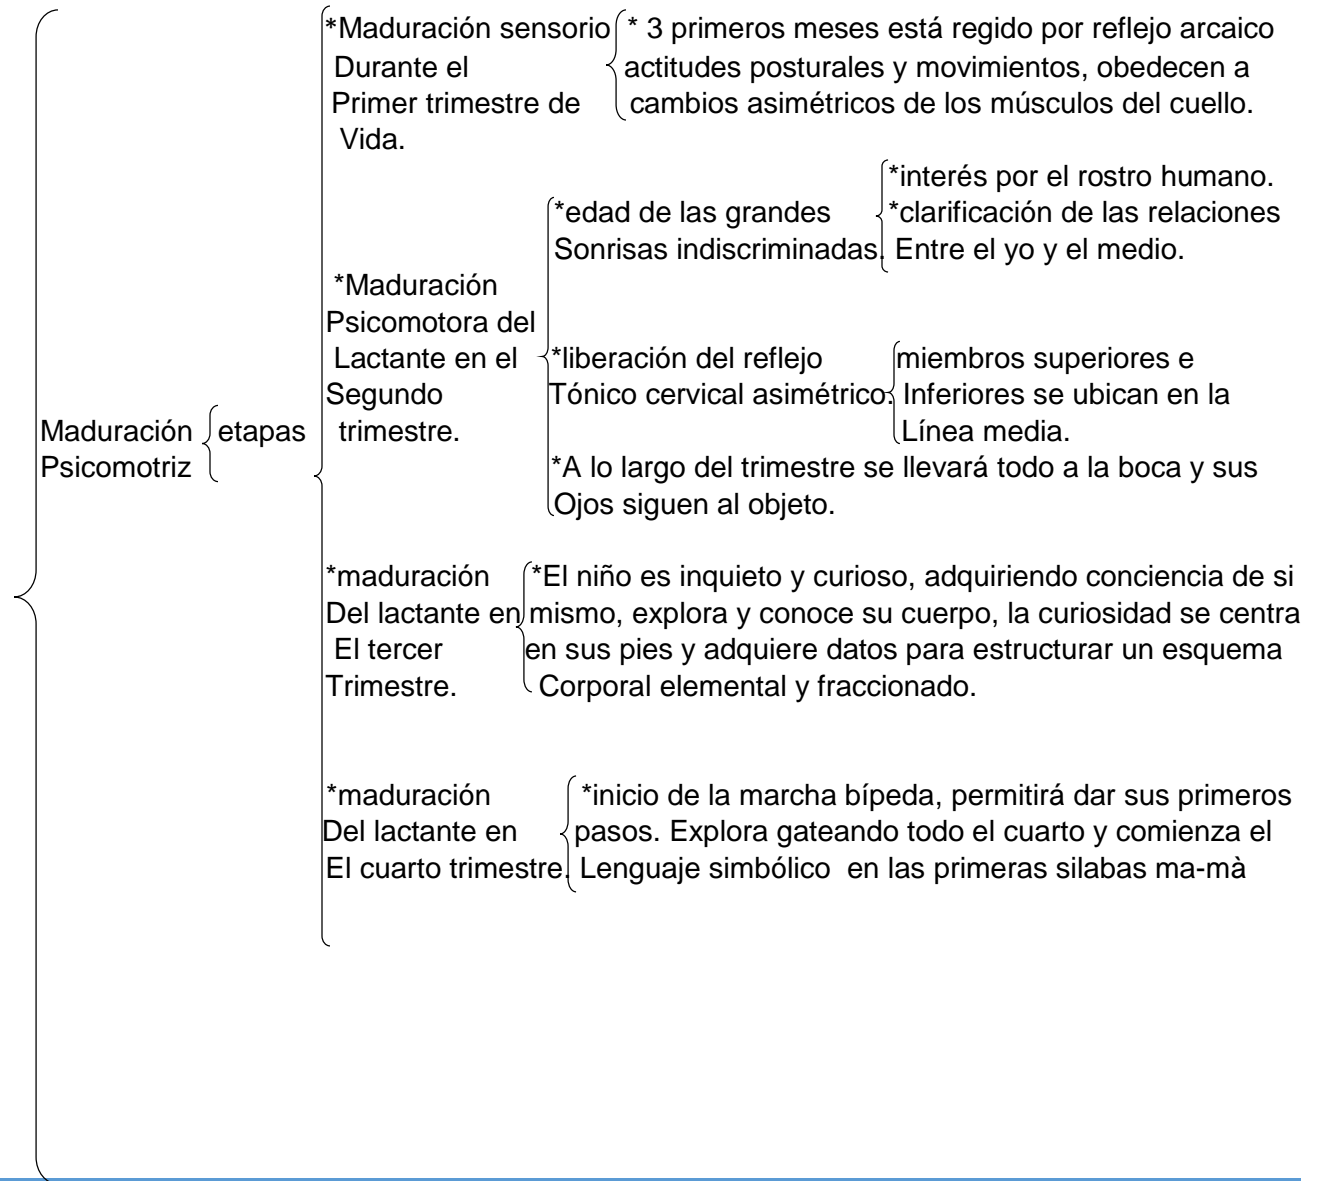 *Maduración sensorio
Durante el
Primer trimestre de
Vida.
* 3 primeros meses está regido por reflejo arcaico
actitudes posturales y movimientos, obedecen a
cambios asimétricos de los músculos del cuello.
Maduración
Psicomotriz
etapas
*Maduración
Psicomotora del
Lactante en el
Segundo
trimestre.
*edad de las grandes
Sonrisas indiscriminadas.
*interés por el rostro humano.
*clarificación de las relaciones
Entre el yo y el medio.
*liberación del reflejo
Tónico cervical asimétrico.
miembros superiores e
Inferiores se ubican en la
Línea media.
*A lo largo del trimestre se llevará todo a la boca y sus
Ojos siguen al objeto.
*maduración
Del lactante en
El tercer
Trimestre.
*El niño es inquieto y curioso, adquiriendo conciencia de si
mismo, explora y conoce su cuerpo, la curiosidad se centra
en sus pies y adquiere datos para estructurar un esquema
Corporal elemental y fraccionado.
*maduración
Del lactante en
El cuarto trimestre.
*inicio de la marcha bípeda, permitirá dar sus primeros
pasos. Explora gateando todo el cuarto y comienza el
Lenguaje simbólico en las primeras silabas ma-mà